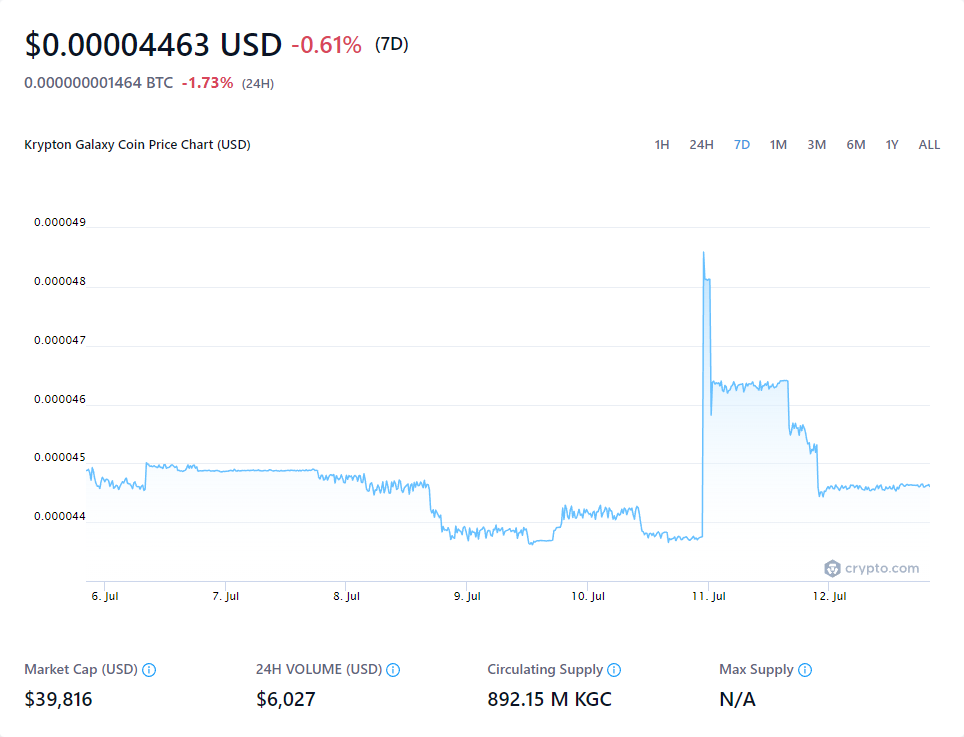 $0.00004463 USD -0.61% (7D)
0.000000001464 BTC -1.73% (24H)
Krypton Galaxy Coin Price Chart (USD) 1H 24H 7D 1M 3M 6M 1Y ALL
0.000049
0.000048
0.000047
0.000046
0.000045
0.000044
crypto.com
6. Jul 7. Jul 8. Jul 9. Jul 10. Jul 11. Jul 12. Jul
Market Cap (USD) 24H VOLUME (USD) Circulating Supply Max Supply
$39,816 $6,027 892.15 M KGC N/A